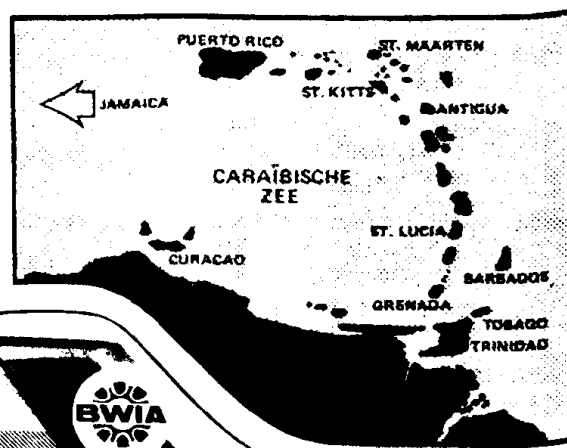 PUERTO RICO
ST. MAARTEN
ST. KITTS
JAMAICA
ANTIGUA
CARAÏBISCHE
ZEE
ST. LUCIA
CURACAO
BARBADOS
GRENADA
TOBAGO
TRINIDAD
BWIA